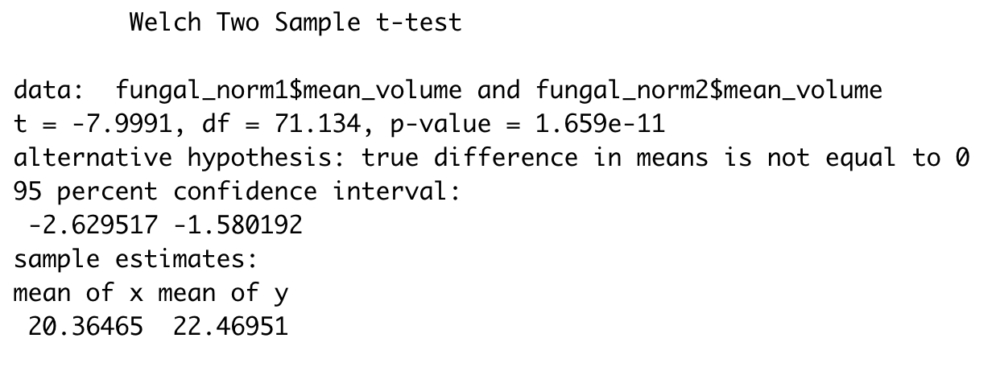 Welch Two Sample t-test
data:  fungal_norm1$mean_volume and fungal_norm2$mean_volume
t = -7.9991, df = 71.134, p-value = 1.659e-11
alternative hypothesis: true difference in means is not equal to 0
95 percent confidence interval:
 -2.629517 -1.580192
sample estimates:
mean of x mean of y
 20.36465  22.46951